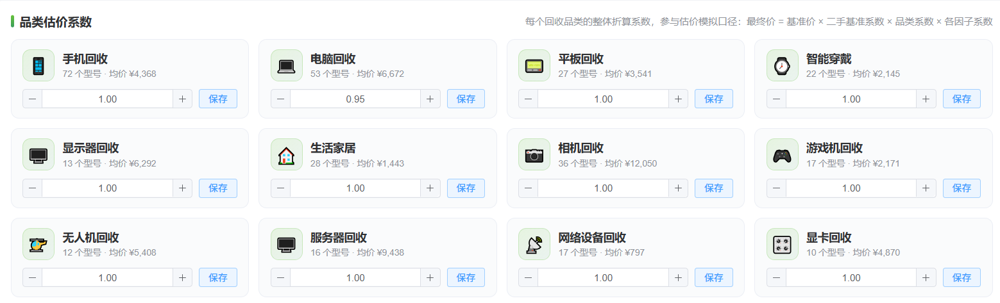 品类估价系数
每个回收品类的整体折算系数，参与估价模拟口径：最终价 = 基准价 × 二手基准系数 × 品类系数 × 各因子系数
手机回收
72 个型号 · 均价 ¥4,368
— 1.00 + 保存
电脑回收
53 个型号 · 均价 ¥6,672
— 0.95 + 保存
平板回收
27 个型号 · 均价 ¥3,541
— 1.00 + 保存
智能穿戴
22 个型号 · 均价 ¥2,145
— 1.00 + 保存
显示器回收
13 个型号 · 均价 ¥6,292
— 1.00 + 保存
生活家居
28 个型号 · 均价 ¥1,443
— 1.00 + 保存
相机回收
36 个型号 · 均价 ¥12,050
— 1.00 + 保存
游戏机回收
17 个型号 · 均价 ¥2,171
— 1.00 + 保存
无人机回收
12 个型号 · 均价 ¥5,408
— 1.00 + 保存
服务器回收
16 个型号 · 均价 ¥9,438
— 1.00 + 保存
网络设备回收
17 个型号 · 均价 ¥797
— 1.00 + 保存
显卡回收
10 个型号 · 均价 ¥4,870
— 1.00 + 保存